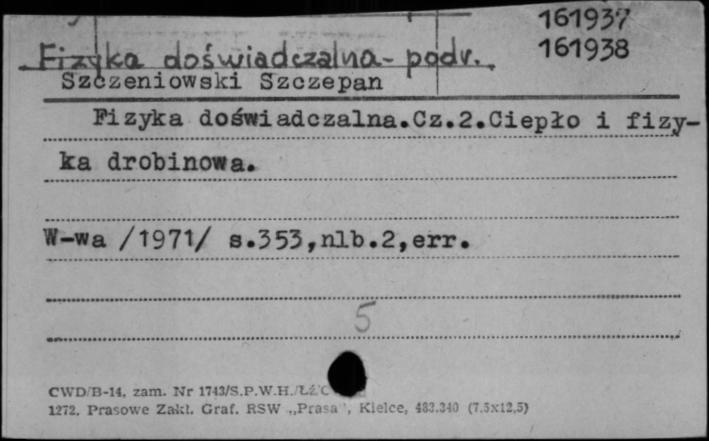 161937
Fizyka doświadczalna - podr. 161938
Szczeniowski Szczepan
Fizyka doświadczalna.Cz.2.Ciepło i fizy-
ka drobinowa.
W-wa /1971/ s.353,nlb.2,err.
5
CWD/B-14, zam. Nr 1743/S.P.W.H./
1272. Prasowe Zakł. Graf. RSW „Prasa", Kielce, 483.340 (7.5x12,5)